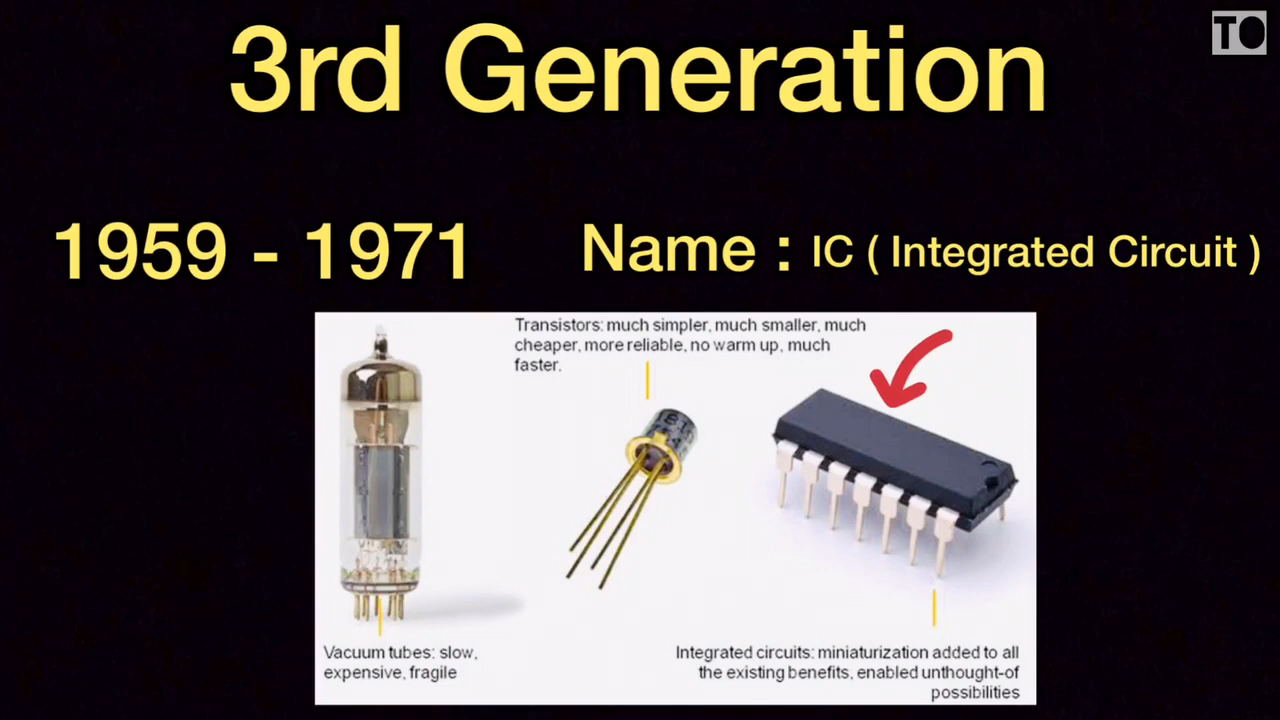 3rd Generation
TO
1959 - 1971
Name : IC ( Integrated Circuit )
Transistors: much simpler, much smaller, much
cheaper, more reliable, no warm up, much
faster.
Vacuum tubes: slow,
expensive, fragile
Integrated circuits: miniaturization added to all
the existing benefits, enabled unthought-of
possibilities